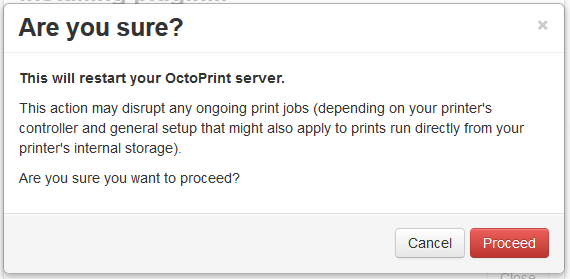 Are you sure?
×
This will restart your OctoPrint server.
This action may disrupt any ongoing print jobs (depending on your printer's
controller and general setup that might also apply to prints run directly from your
printer's internal storage).
Are you sure you want to proceed?
Cancel
Proceed
Close